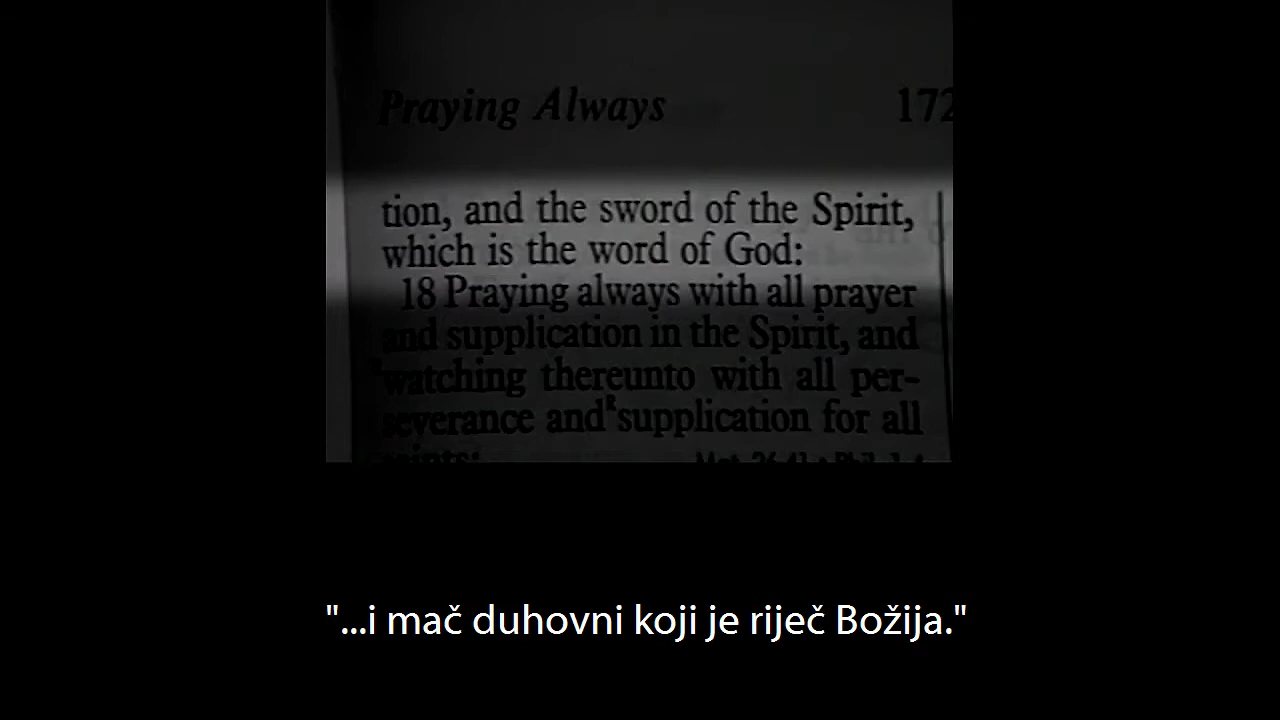 Praying Always 172
tion, and the sword of the Spirit,
which is the word of God:
18 Praying always with all prayer
and supplication in the Spirit, and
watching thereunto with all per-
severance and R supplication for all
saints:
"...i mač duhovni koji je riječ Božija."